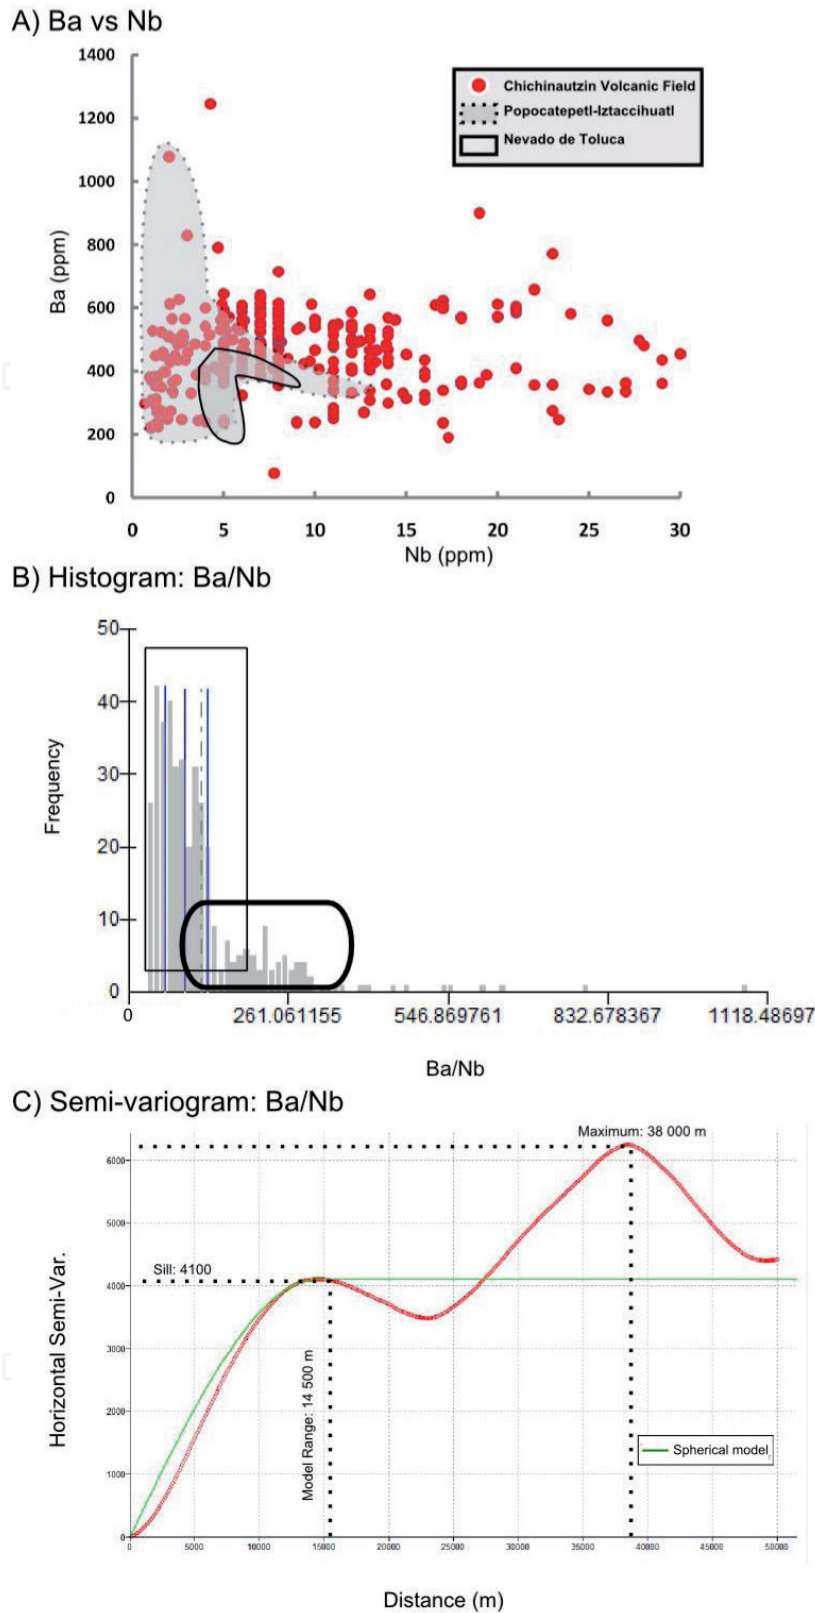 A) Ba vs Nb
1400
1200
1000
800
600
400
200
0
Ba (ppm)
Chichinautzin Volcanic Field
Popocatepetl-Iztaccihuatl
Nevado de Toluca
0 5 10 15 20 25 30
Nb (ppm)
B) Histogram: Ba/Nb
50
40
30
20
10
0
Frequency
0 261.061155 546.869761 832.678367 1118.48697
Ba/Nb
C) Semi-variogram: Ba/Nb
Maximum: 38 000 m
6000
5000
Sill: 4100
4000
3000
2000
1000
0
Horizontal Semi-Var.
Model Range: 14 500 m
Spherical model
0 5000 10000 15000 20000 25000 30000 35000 40000 45000 50000
Distance (m)